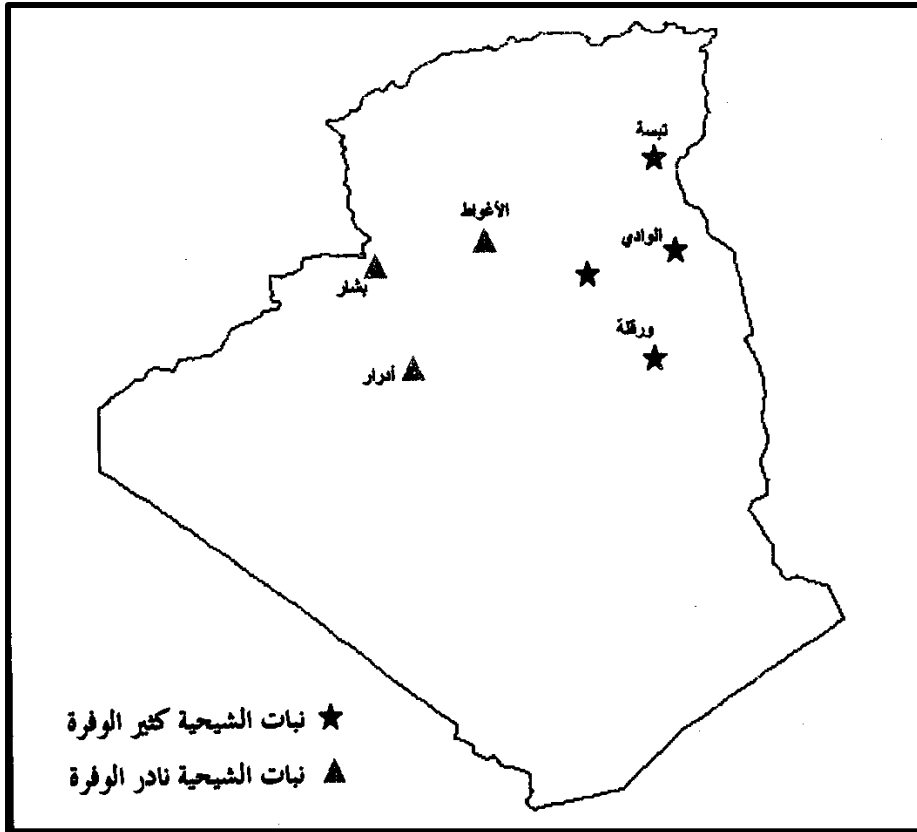 تبسة
الأغواط
الوادي
بشار
ورقلة
أدرار
نبات الشيحية كثير الوفرة
نبات الشيحية نادر الوفرة